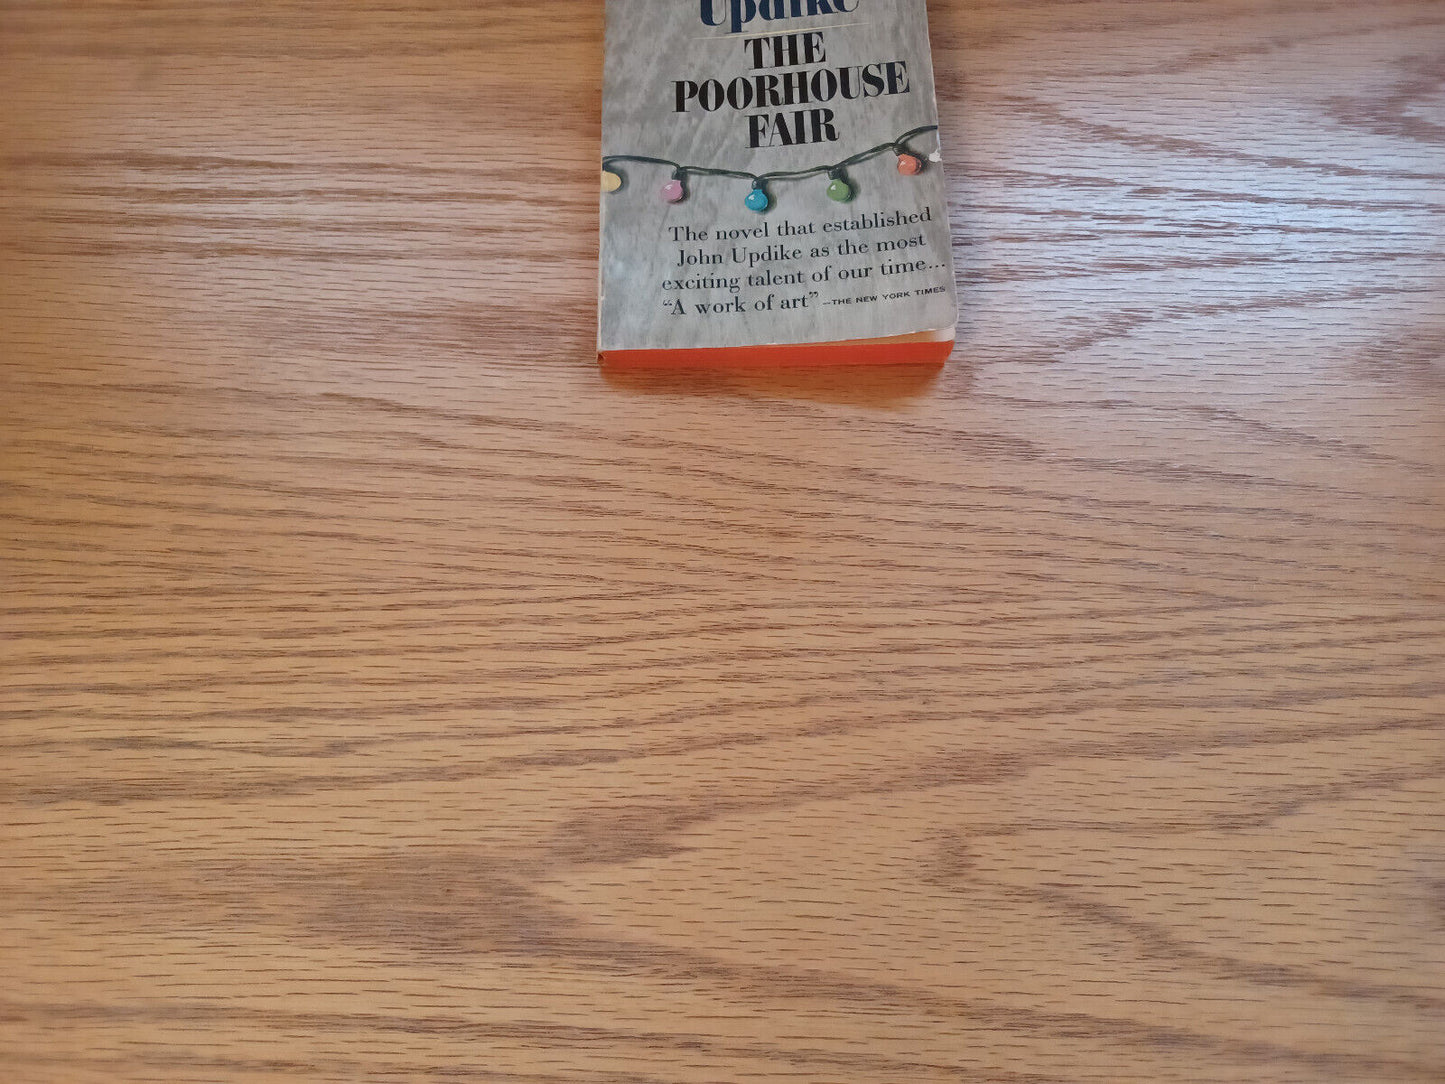 Updike
THE
POORHOUSE
FAIR
The novel that established
John Updike as the most
exciting talent of our time...
“A work of art” —THE NEW YORK TIMES